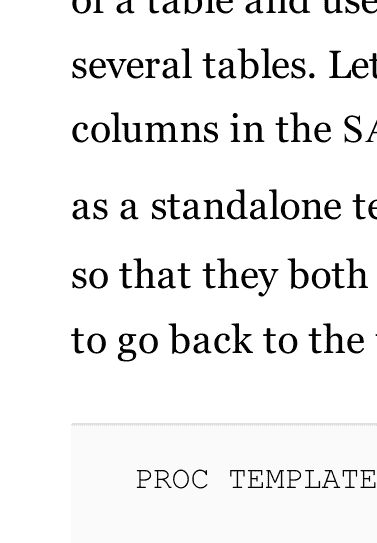 of a table and use
several tables. Let
columns in the SA
as a standalone te
so that they both
to go back to the
PROC TEMPLATE